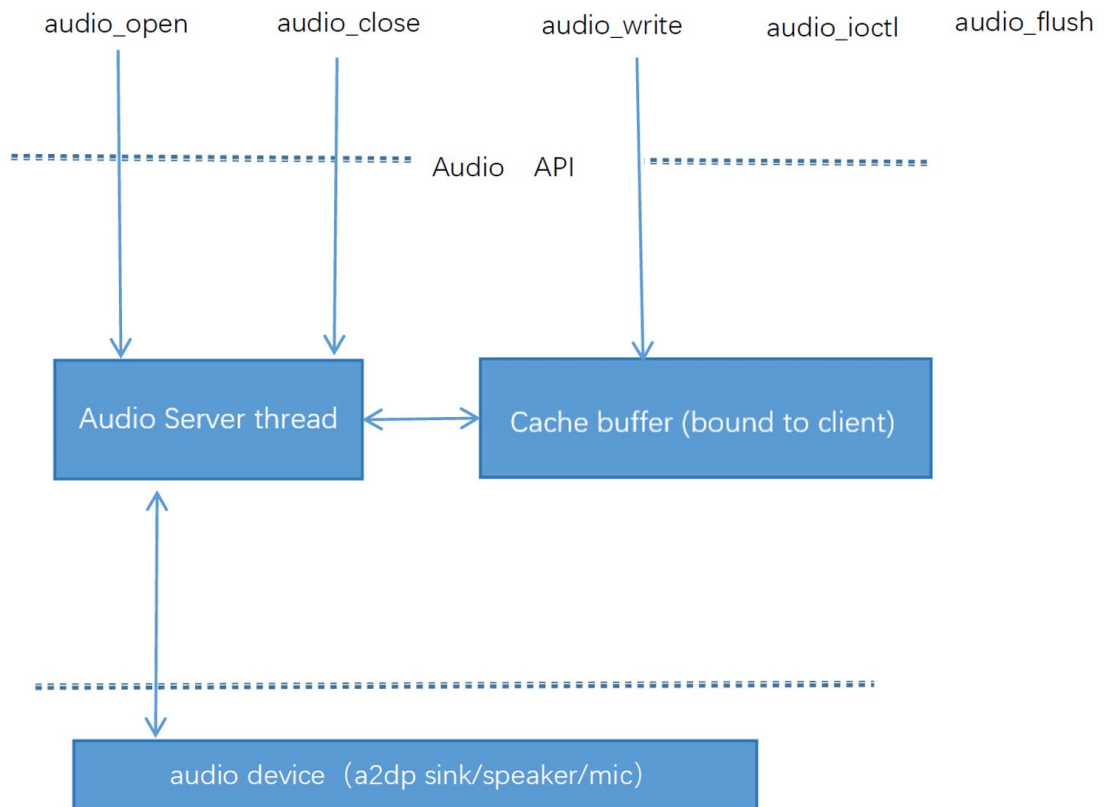 audio_open audio_close audio_write audio_ioctl audio_flush
Audio API
Audio Server thread
Cache buffer (bound to client)
audio device（a2dp sink/speaker/mic）